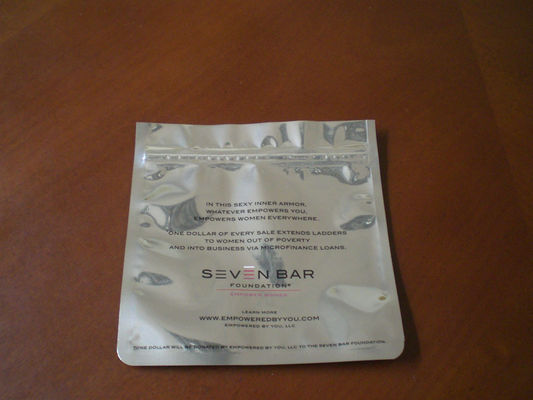 IN THIS SEXY INNER ARMOR,
WHATEVER EMPOWERS YOU,
EMPOWERS WOMEN EVERYWHERE.
ONE DOLLAR OF EVERY SALE EXTENDS LADDERS
TO WOMEN OUT OF POVERTY
AND INTO BUSINESS VIA MICROFINANCE LOANS.
SEVEN BAR
FOUNDATION®
EMPOWER WOMEN
LEARN MORE
WWW.EMPOWEREDBYYOU.COM
EMPOWERED BY YOU, LLC
*ONE DOLLAR WILL BE DONATED BY EMPOWERED BY YOU, LLC TO THE SEVEN BAR FOUNDATION.